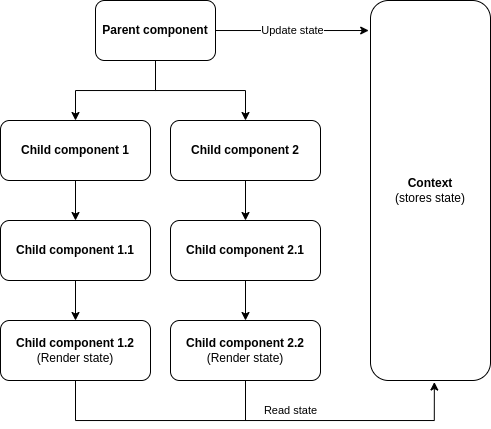 Parent component
Update state
Child component 1
Child component 2
Context
(stores state)
Child component 1.1
Child component 2.1
Child component 1.2
(Render state)
Child component 2.2
(Render state)
Read state